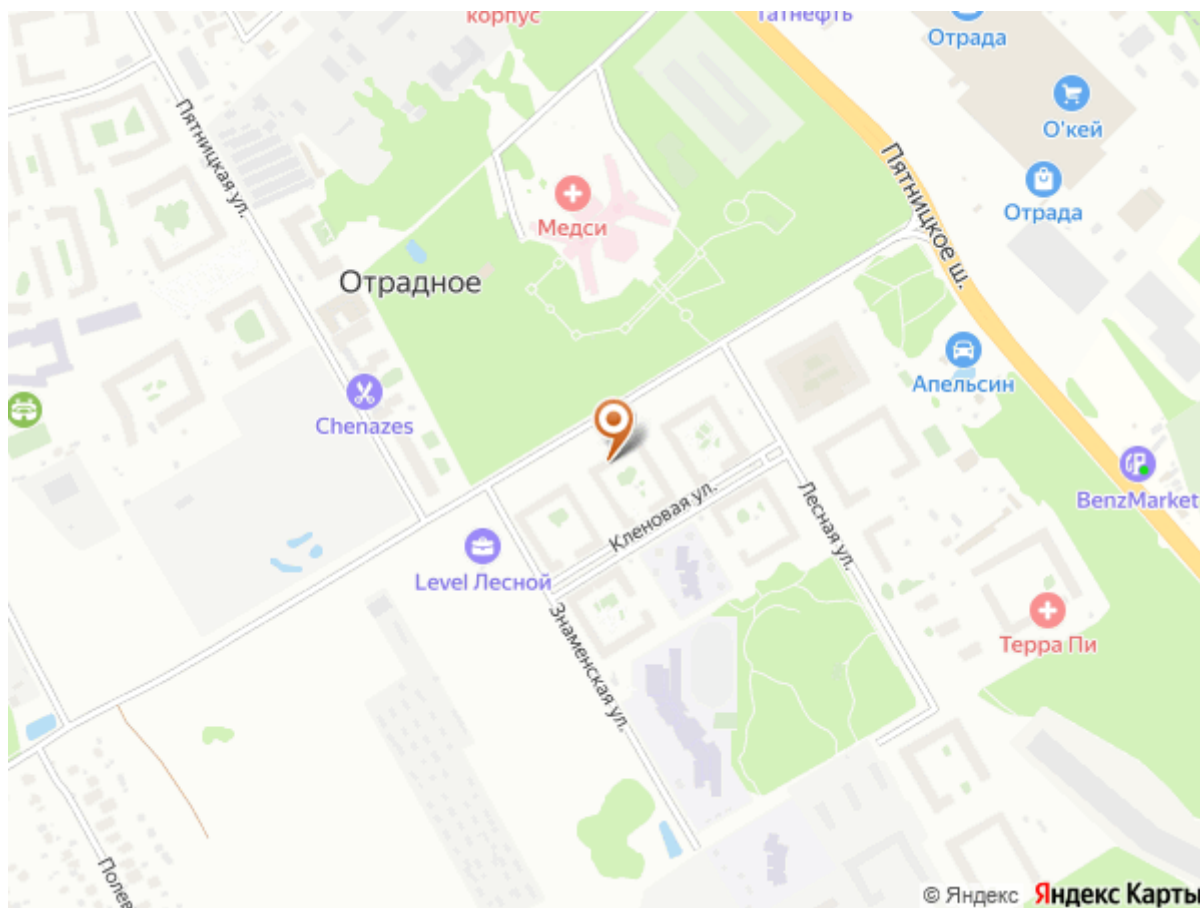 корпус
Татнефть
Отрада
О'кей
Пятницкая ул.
Пятницкое ш.
Медси
Отрада
Отрадное
Апельсин
Chenazes
BenzMarket
Кленовая ул.
Лесная ул.
Level Лесной
Знаменская ул.
Терра Пи
Полев
© Яндекс Яндекс Карты